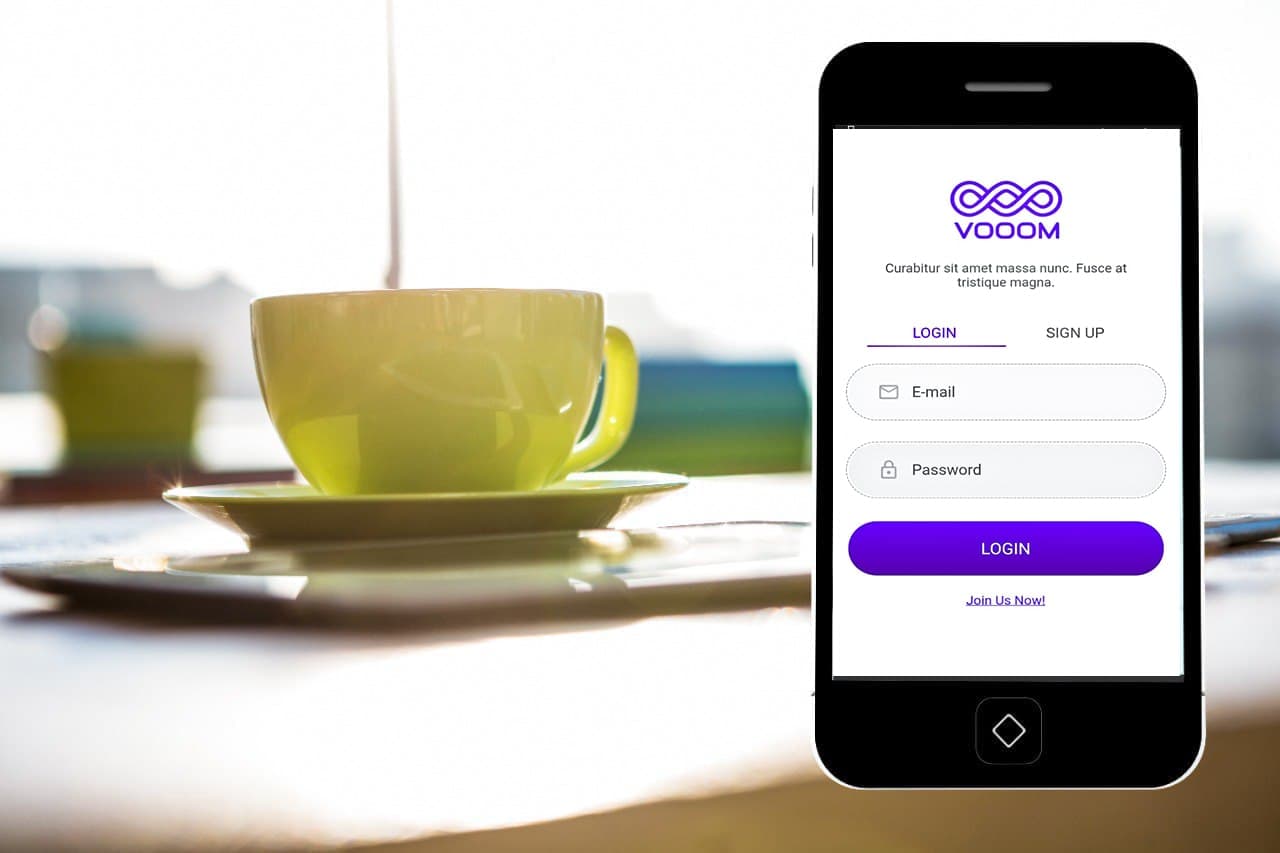 VOOOM
Curabitur sit amet massa nunc. Fusce at
tristique magna.
LOGIN SIGN UP
E-mail
Password
LOGIN
Join Us Now!